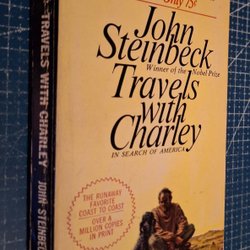 Only 75¢
John
Steinbeck
Winner of the Nobel Prize
Travels
with
Charley
IN SEARCH OF AMERICA
THE RUNAWAY
FAVORITE
COAST TO COAST
OVER A
MILLION COPIES
IN PRINT
TRAVELS WITH CHARLEY
JOHN STEINBECK